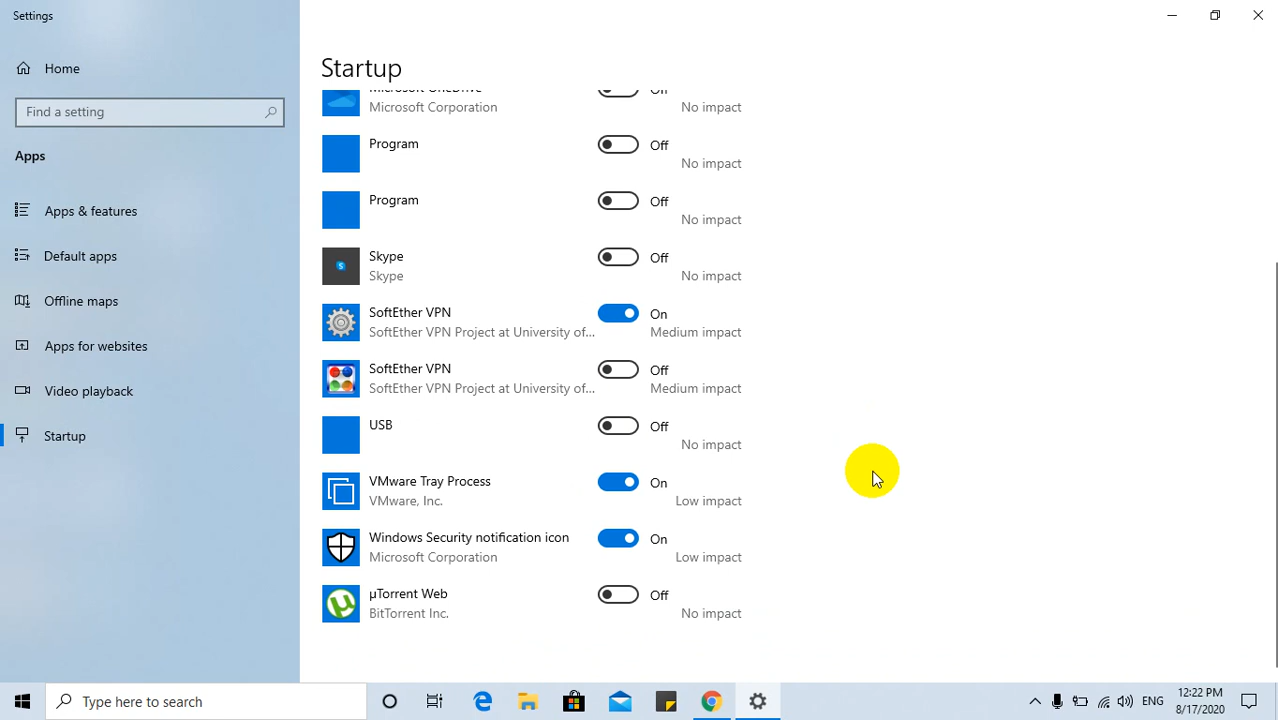 Settings
Home
Find a setting
Apps
Apps & features
Default apps
Offline maps
Apps for websites
Video playback
Startup
Startup
Microsoft OneDrive
Off
Microsoft Corporation
No impact
Program
Off
No impact
Program
Off
No impact
Skype
Off
Skype
No impact
SoftEther VPN
On
SoftEther VPN Project at University of...
Medium impact
SoftEther VPN
Off
SoftEther VPN Project at University of...
Medium impact
USB
Off
No impact
VMware Tray Process
On
VMware, Inc.
Low impact
Windows Security notification icon
On
Microsoft Corporation
Low impact
µTorrent Web
Off
BitTorrent Inc.
No impact
Type here to search
ENG
12:22 PM
8/17/2020